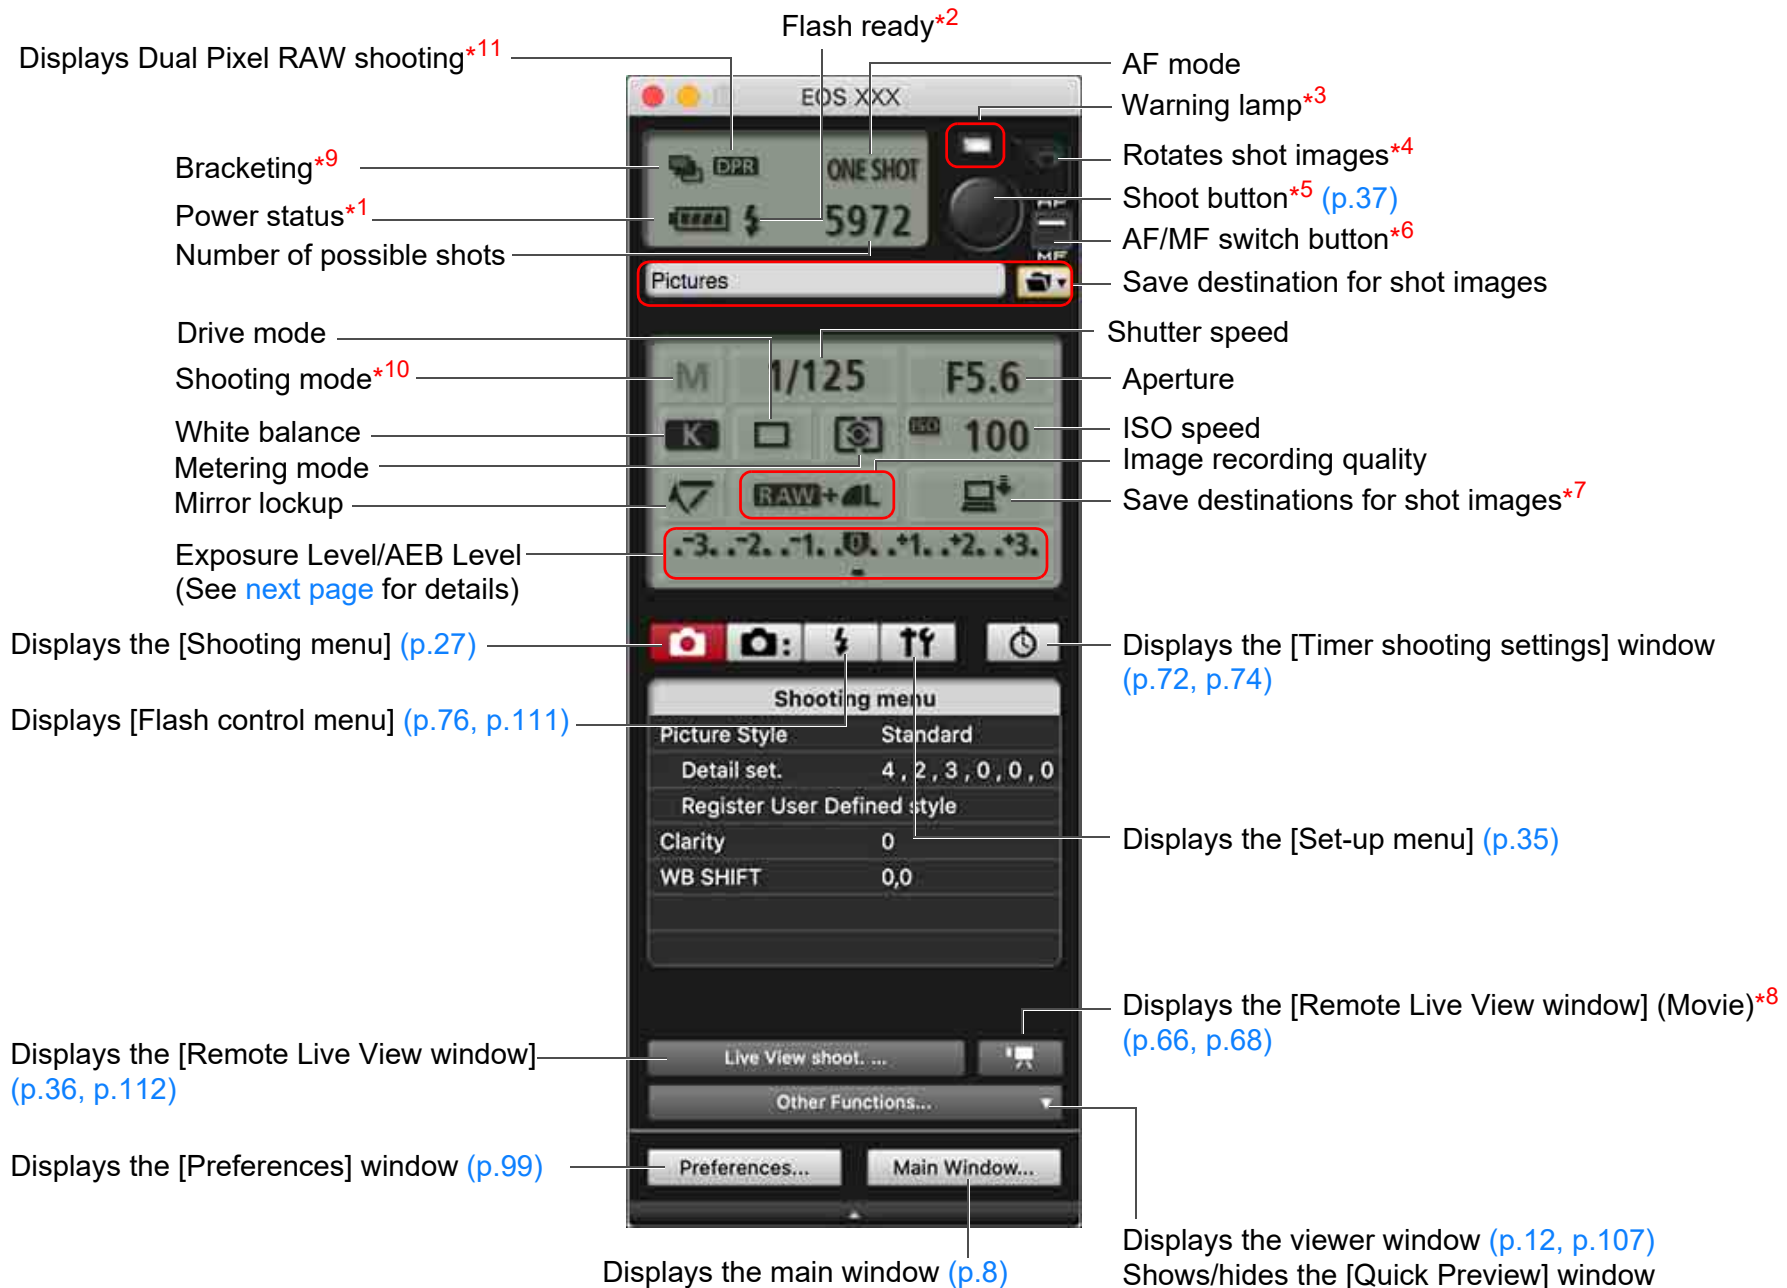 Flash ready*2
Displays Dual Pixel RAW shooting*11
AF mode
EOS XXX
Warning lamp*3
Bracketing*9
DPR
ONE SHOT
Rotates shot images*4
Power status*1
5972
Shoot button*5 (p.37)
AF
Number of possible shots
AF/MF switch button*6
MF
Pictures
Save destination for shot images
Drive mode
Shutter speed
Shooting mode*10
M
1/125
F5.6
Aperture
White balance
K
ISO
100
ISO speed
Metering mode
Image recording quality
Mirror lockup
RAW+L
Save destinations for shot images*7
Exposure Level/AEB Level
(See next page for details)
.-3. .-2. .-1. .0. .+1. .+2. .+3.
Displays the [Shooting menu] (p.27)
Displays the [Timer shooting settings] window
(p.72, p.74)
Shooting menu
Displays [Flash control menu] (p.76, p.111)
Picture Style Standard
Detail set. 4 , 2 , 3 , 0 , 0 , 0
Register User Defined style
Clarity 0
Displays the [Set-up menu] (p.35)
WB SHIFT 0,0
Displays the [Remote Live View window] (Movie)*8
(p.66, p.68)
Displays the [Remote Live View window]
(p.36, p.112)
Live View shoot. ...
Other Functions...
Displays the [Preferences] window (p.99)
Preferences...
Main Window...
Displays the main window (p.8)
Displays the viewer window (p.12, p.107)
Shows/hides the [Quick Preview] window